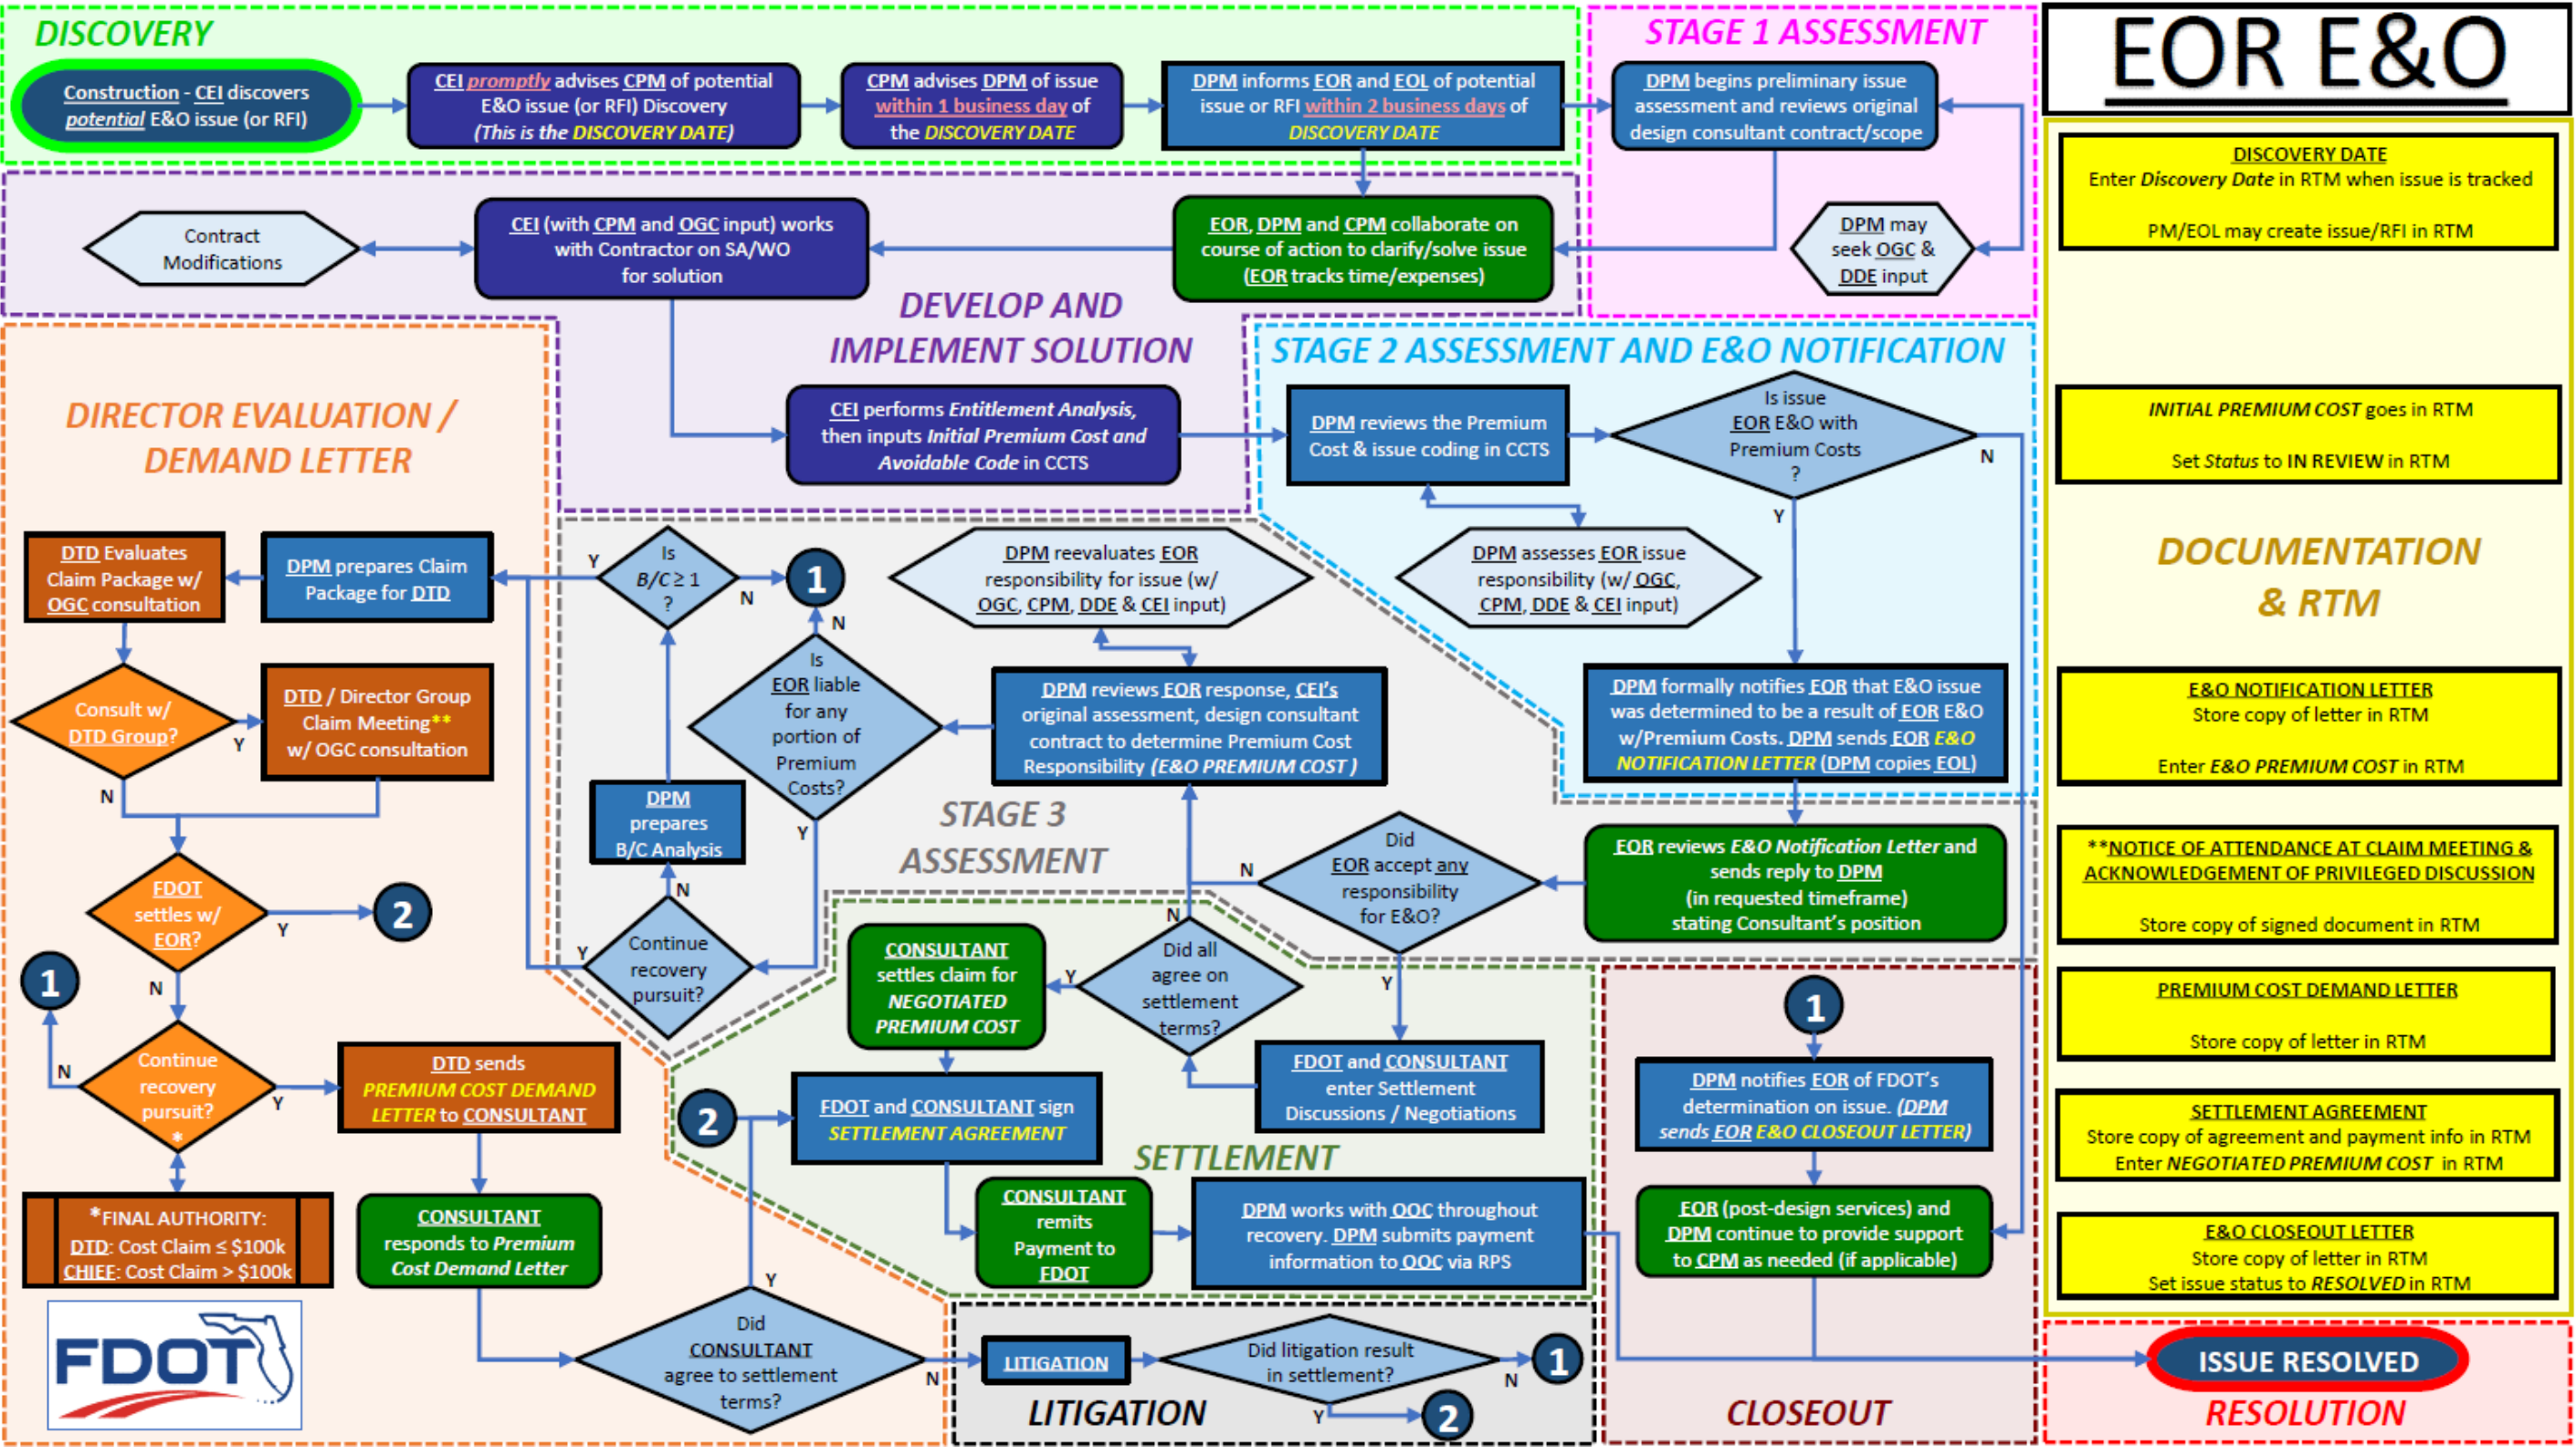 DISCOVERY
Construction - CEI discovers
potential E&O issue (or RFI)
CEI promptly advises CPM of potential
E&O issue (or RFI) Discovery
(This is the DISCOVERY DATE)
CPM advises DPM of issue
within 1 business day of
the DISCOVERY DATE
DPM informs EOR and EOL of potential
issue or RFI within 2 business days of
DISCOVERY DATE
STAGE 1 ASSESSMENT
DPM begins preliminary issue
assessment and reviews original
design consultant contract/scope
DPM may
seek OGC &
DDE input
EOR E&O
Contract
Modifications
CEI (with CPM and OGC input) works
with Contractor on SA/WO
for solution
EOR, DPM and CPM collaborate on
course of action to clarify/solve issue
(EOR tracks time/expenses)
DEVELOP AND
IMPLEMENT SOLUTION
CEI performs Entitlement Analysis,
then inputs Initial Premium Cost and
Avoidable Code in CCTS
STAGE 2 ASSESSMENT AND E&O NOTIFICATION
DPM reviews the Premium
Cost & issue coding in CCTS
Is issue
EOR E&O with
Premium Costs
?
N
Y
DPM assesses EOR issue
responsibility (w/ OGC,
CPM, DDE & CEI input)
DPM formally notifies EOR that E&O issue
was determined to be a result of EOR E&O
w/Premium Costs. DPM sends EOR E&O
NOTIFICATION LETTER (DPM copies EOL)
STAGE 3
ASSESSMENT
EOR reviews E&O Notification Letter and
sends reply to DPM
(in requested timeframe)
stating Consultant's position
Did
EOR accept any
responsibility
for E&O?
N
Y
DPM reevaluates EOR
responsibility for issue (w/
OGC, CPM, DDE & CEI input)
DPM reviews EOR response, CEI's
original assessment, design consultant
contract to determine Premium Cost
Responsibility (E&O PREMIUM COST )
Is
EOR liable
for any
portion of
Premium
Costs?
N
Y
1
Is
B/C ≥ 1
?
Y
N
DPM
prepares
B/C Analysis
N
Continue
recovery
pursuit?
Y
DIRECTOR EVALUATION /
DEMAND LETTER
DTD Evaluates
Claim Package w/
OGC consultation
DPM prepares Claim
Package for DTD
Consult w/
DTD Group?
Y
N
DTD / Director Group
Claim Meeting**
w/ OGC consultation
FDOT
settles w/
EOR?
Y
2
N
1
N
Continue
recovery
pursuit?
*
Y
DTD sends
PREMIUM COST DEMAND
LETTER to CONSULTANT
*FINAL AUTHORITY:
DTD: Cost Claim ≤ $100k
CHIEF: Cost Claim > $100k
CONSULTANT
responds to Premium
Cost Demand Letter
Did
CONSULTANT
agree to settlement
terms?
Y
N
FDOT
SETTLEMENT
CONSULTANT
settles claim for
NEGOTIATED
PREMIUM COST
Did all
agree on
settlement
terms?
N
Y
FDOT and CONSULTANT
enter Settlement
Discussions / Negotiations
2
FDOT and CONSULTANT sign
SETTLEMENT AGREEMENT
CONSULTANT
remits
Payment to
FDOT
DPM works with OOC throughout
recovery. DPM submits payment
information to OOC via RPS
LITIGATION
Did litigation result
in settlement?
N
1
Y
2
LITIGATION
1
DPM notifies EOR of FDOT's
determination on issue. (DPM
sends EOR E&O CLOSEOUT LETTER)
EOR (post-design services) and
DPM continue to provide support
to CPM as needed (if applicable)
CLOSEOUT
DISCOVERY DATE
Enter Discovery Date in RTM when issue is tracked
PM/EOL may create issue/RFI in RTM
INITIAL PREMIUM COST goes in RTM
Set Status to IN REVIEW in RTM
DOCUMENTATION
& RTM
E&O NOTIFICATION LETTER
Store copy of letter in RTM
Enter E&O PREMIUM COST in RTM
**NOTICE OF ATTENDANCE AT CLAIM MEETING &
ACKNOWLEDGEMENT OF PRIVILEGED DISCUSSION
Store copy of signed document in RTM
PREMIUM COST DEMAND LETTER
Store copy of letter in RTM
SETTLEMENT AGREEMENT
Store copy of agreement and payment info in RTM
Enter NEGOTIATED PREMIUM COST in RTM
E&O CLOSEOUT LETTER
Store copy of letter in RTM
Set issue status to RESOLVED in RTM
ISSUE RESOLVED
RESOLUTION